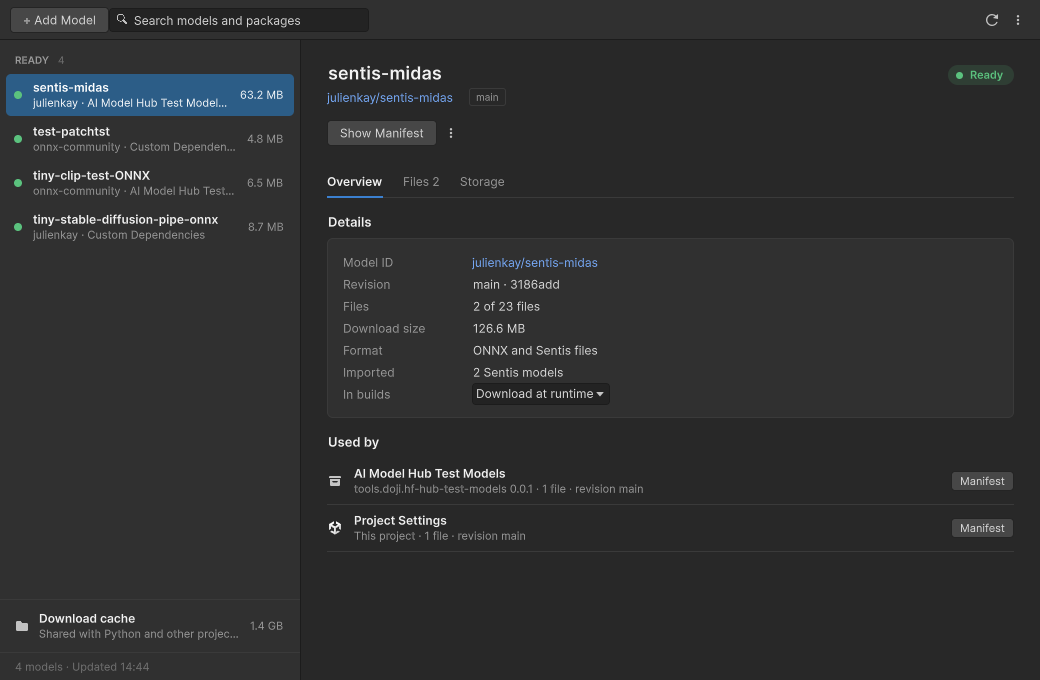 + Add Model
Search models and packages
READY 4
sentis-midas
julienkay · AI Model Hub Test Model...
63.2 MB
test-patchtst
onnx-community · Custom Dependen...
4.8 MB
tiny-clip-test-ONNX
onnx-community · AI Model Hub Test...
6.5 MB
tiny-stable-diffusion-pipe-onnx
julienkay · Custom Dependencies
8.7 MB
Download cache
Shared with Python and other projec...
1.4 GB
4 models · Updated 14:44
sentis-midas
Ready
julienkay/sentis-midas main
Show Manifest
Overview Files 2 Storage
Details
Model ID julienkay/sentis-midas
Revision main · 3186add
Files 2 of 23 files
Download size 126.6 MB
Format ONNX and Sentis files
Imported 2 Sentis models
In builds Download at runtime
Used by
AI Model Hub Test Models
tools.doji.hf-hub-test-models 0.0.1 · 1 file · revision main
Manifest
Project Settings
This project · 1 file · revision main
Manifest